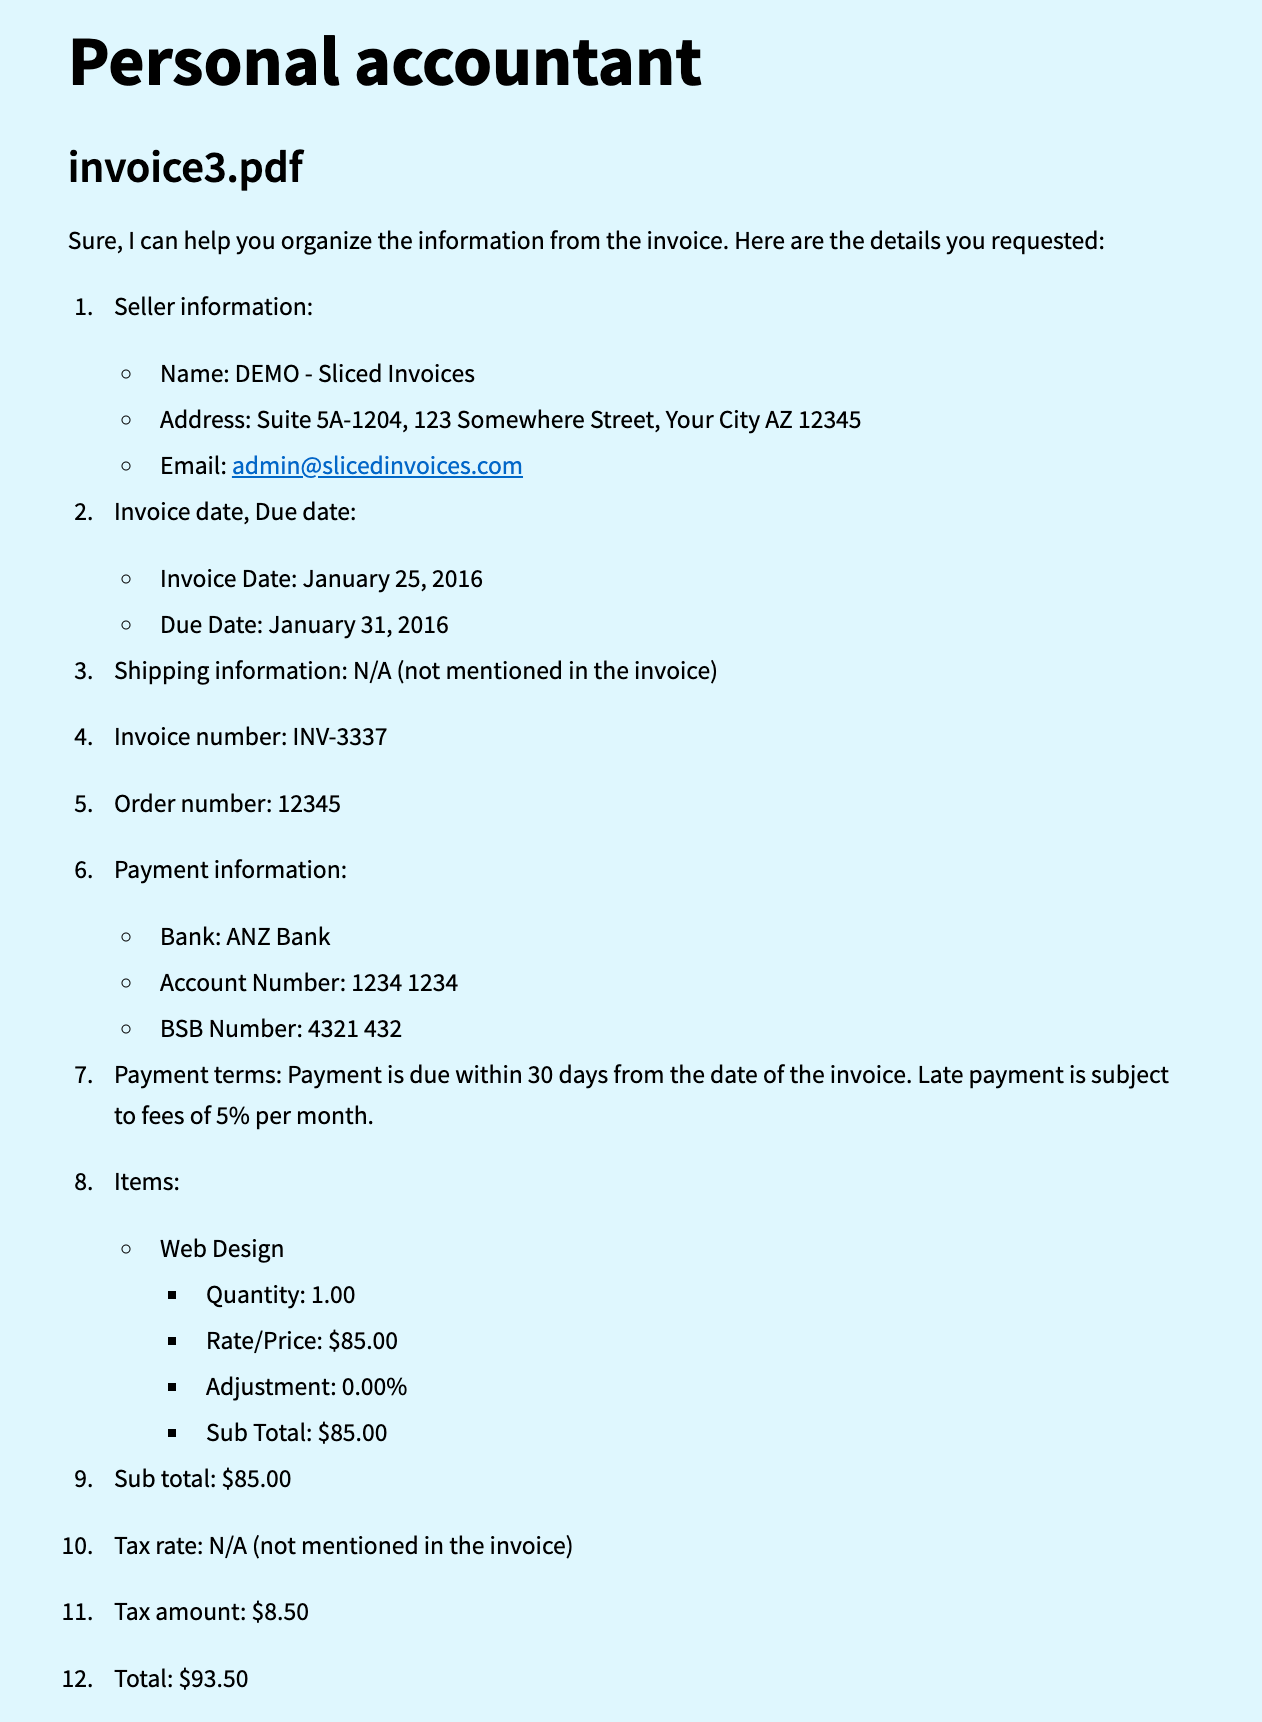 Personal accountant
invoice3.pdf
Sure, I can help you organize the information from the invoice. Here are the details you requested:
1. Seller information:
○ Name: DEMO - Sliced Invoices
○ Address: Suite 5A-1204, 123 Somewhere Street, Your City AZ 12345
○ Email: admin@slicedinvoices.com
2. Invoice date, Due date:
○ Invoice Date: January 25, 2016
○ Due Date: January 31, 2016
3. Shipping information: N/A (not mentioned in the invoice)
4. Invoice number: INV-3337
5. Order number: 12345
6. Payment information:
○ Bank: ANZ Bank
○ Account Number: 1234 1234
○ BSB Number: 4321 432
7. Payment terms: Payment is due within 30 days from the date of the invoice. Late payment is subject
to fees of 5% per month.
8. Items:
○ Web Design
▪ Quantity: 1.00
▪ Rate/Price: $85.00
▪ Adjustment: 0.00%
▪ Sub Total: $85.00
9. Sub total: $85.00
10. Tax rate: N/A (not mentioned in the invoice)
11. Tax amount: $8.50
12. Total: $93.50